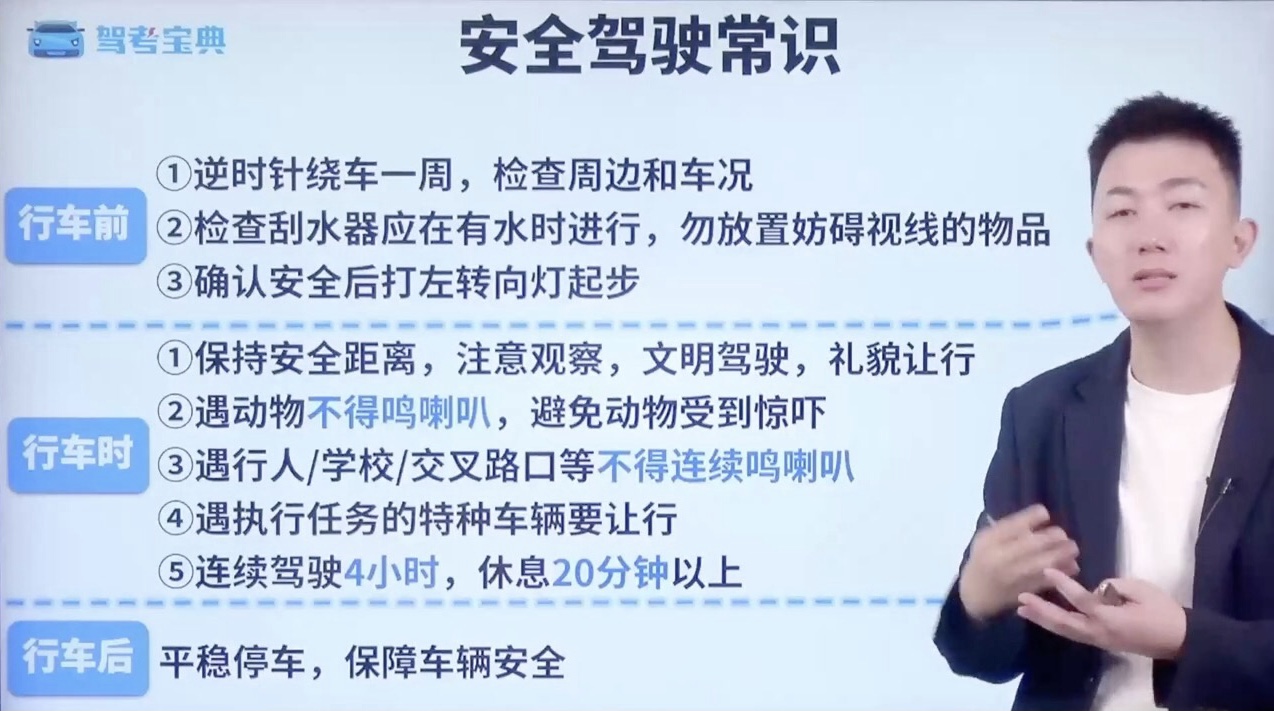 驾考宝典
安全驾驶常识
行车前
①逆时针绕车一周，检查周边和车况
②检查刮水器应在有水时进行，勿放置妨碍视线的物品
③确认安全后打左转向灯起步
行车时
①保持安全距离，注意观察，文明驾驶，礼貌让行
②遇动物不得鸣喇叭，避免动物受到惊吓
③遇行人/学校/交叉路口等不得连续鸣喇叭
④遇执行任务的特种车辆要让行
⑤连续驾驶4小时，休息20分钟以上
行车后
平稳停车，保障车辆安全